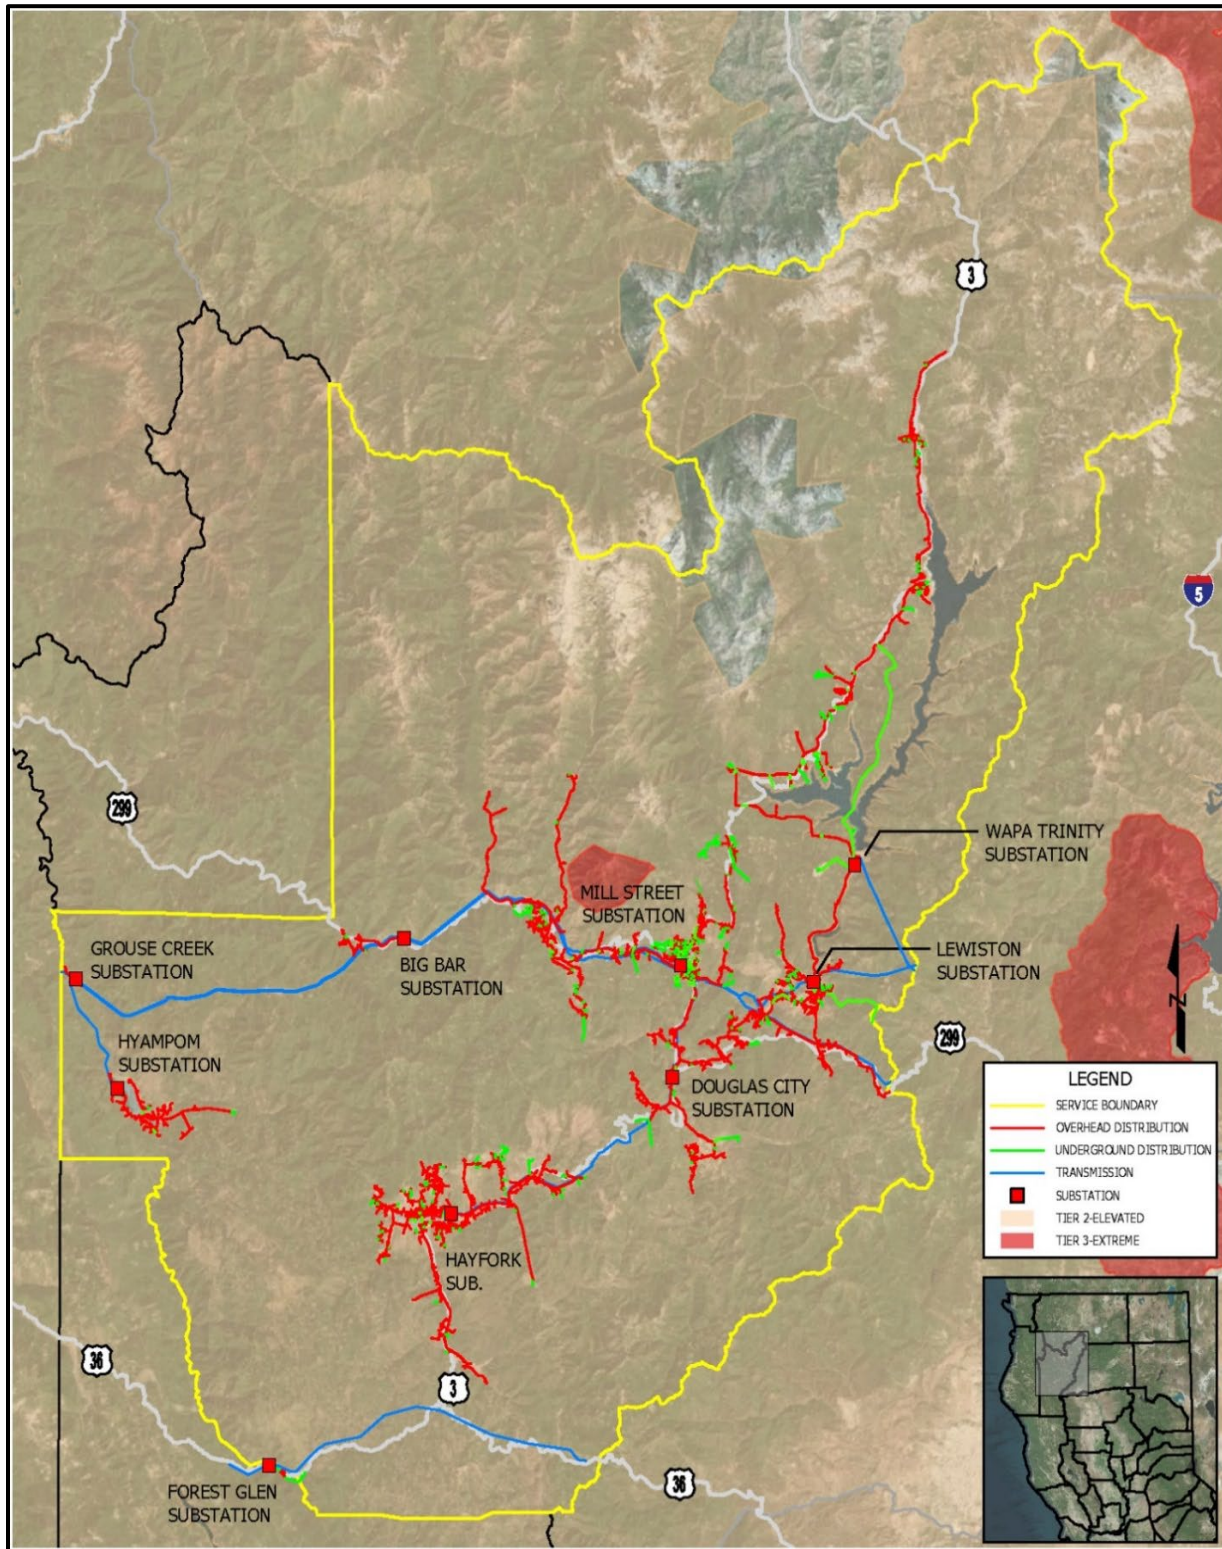 3
5
299
WAPA TRINITY
SUBSTATION
MILL STREET
SUBSTATION
GROUSE CREEK
SUBSTATION
BIG BAR
SUBSTATION
LEWISTON
SUBSTATION
N
HYAMPOM
SUBSTATION
299
DOUGLAS CITY
SUBSTATION
LEGEND
SERVICE BOUNDARY
OVERHEAD DISTRIBUTION
UNDERGROUND DISTRIBUTION
TRANSMISSION
SUBSTATION
TIER 2-ELEVATED
TIER 3-EXTREME
HAYFORK
SUB.
36
3
FOREST GLEN
SUBSTATION
36